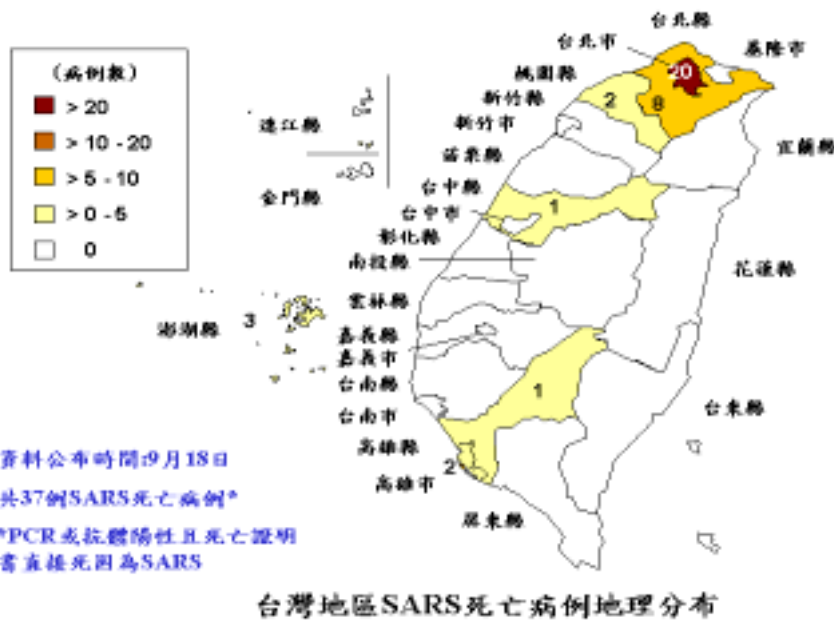 (病例數)
> 20
> 10 - 20
> 5 - 10
> 0 - 5
0
台北縣
台北市
基隆市
桃園縣
新竹縣
新竹市
苗栗縣
宜蘭縣
連江縣
金門縣
台中縣
台中市
彰化縣
南投縣
花蓮縣
雲林縣
澎湖縣
3
嘉義縣
嘉義市
台南縣
台南市
台東縣
高雄縣
高雄市
屏東縣
20
2
8
1
1
2
資料公布時間:9月18日
共37例SARS死亡病例*
*PCR或抗體陽性且死亡證明
書直接死因為SARS
台灣地區SARS死亡病例地理分布